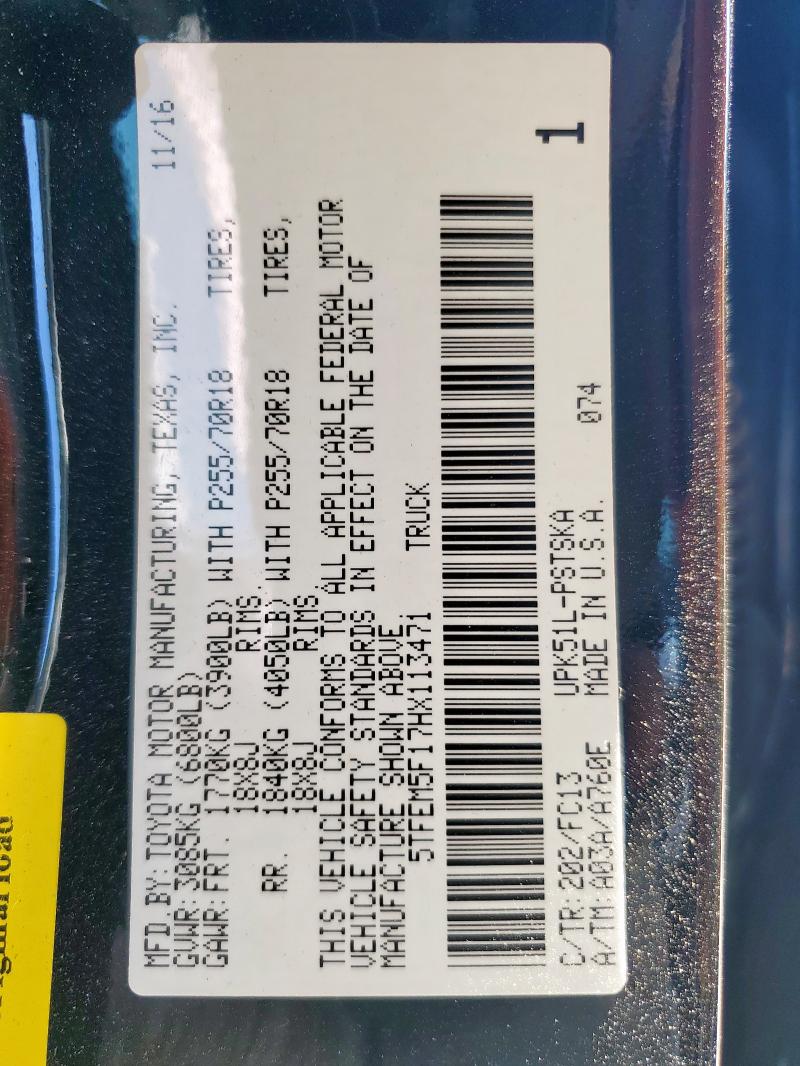 MFD.BY:TOYOTA MOTOR MANUFACTURING, TEXAS, INC. 11/16
GVWR:3085KG (6800LB)
GAWR:FRT. 1770KG (3900LB) WITH P255/70R18 TIRES,
18X8J RIMS
RR. 1840KG (4050LB) WITH P255/70R18 TIRES,
18X8J RIMS
THIS VEHICLE CONFORMS TO ALL APPLICABLE FEDERAL MOTOR
VEHICLE SAFETY STANDARDS IN EFFECT ON THE DATE OF
MANUFACTURE SHOWN ABOVE
5TFEM5F17HX113471 TRUCK
1
C/TR:202/FC13 UPK51L-PSTSKA
A/TM:A03A/A760E MADE IN U.S.A. 074
load